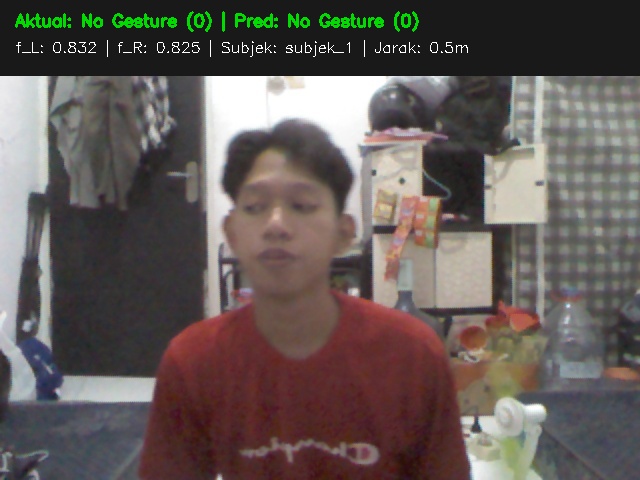 Aktual: No Gesture (0) | Pred: No Gesture (0)
f_L: 0.832 | f_R: 0.825 | Subjek: subjek_1 | Jarak: 0.5m
Champion